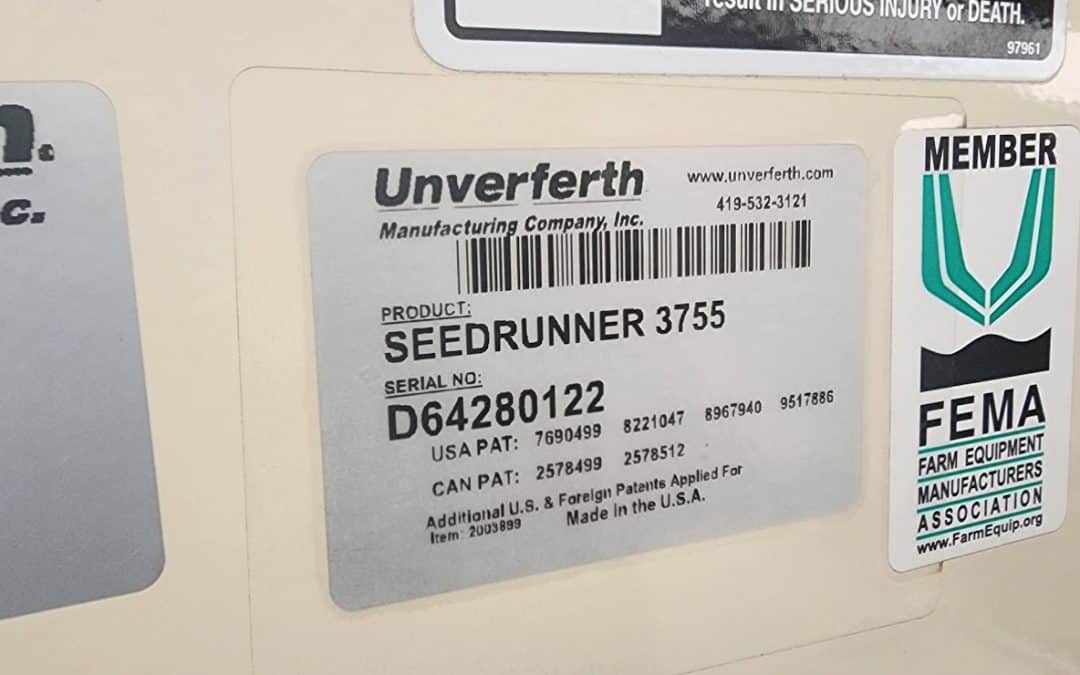 result in SERIOUS INJURY or DEATH.
97961
n.
c.
Unverferth
www.unverferth.com
Manufacturing Company, Inc.
419-532-3121
PRODUCT:
SEEDRUNNER 3755
SERIAL NO:
D64280122
USA PAT: 7690499 8221047 8967940 9517886
CAN PAT: 2578499 2578512
Additional U.S. & Foreign Patents Applied For
Item: 2003899 Made in the U.S.A.
MEMBER
FEMA
FARM EQUIPMENT
MANUFACTURERS
ASSOCIATION
www.FarmEquip.org